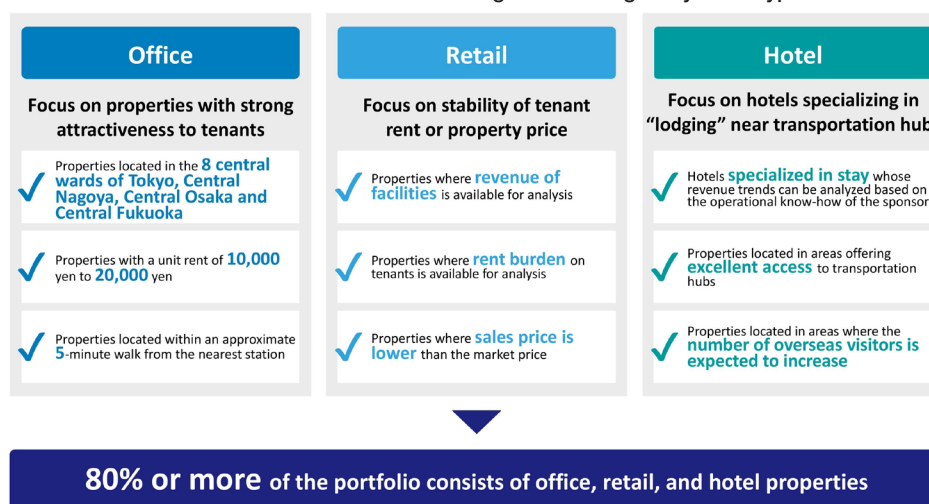 Office
Focus on properties with strong
attractiveness to tenants
Properties located in the 8 central
wards of Tokyo, Central
Nagoya, Central Osaka and
Central Fukuoka
Properties with a unit rent of 10,000
yen to 20,000 yen
Properties located within an approximate
5-minute walk from the nearest station
Retail
Focus on stability of tenant
rent or property price
Properties where revenue of
facilities is available for analysis
Properties where rent burden on
tenants is available for analysis
Properties where sales price is
lower than the market price
Hotel
Focus on hotels specializing in
“lodging” near transportation hub
Hotels specialized in stay whose
revenue trends can be analyzed based on
the operational know-how of the sponsor
Properties located in areas offering
excellent access to transportation
hubs
Properties located in areas where the
number of overseas visitors is
expected to increase
80% or more of the portfolio consists of office, retail, and hotel properties